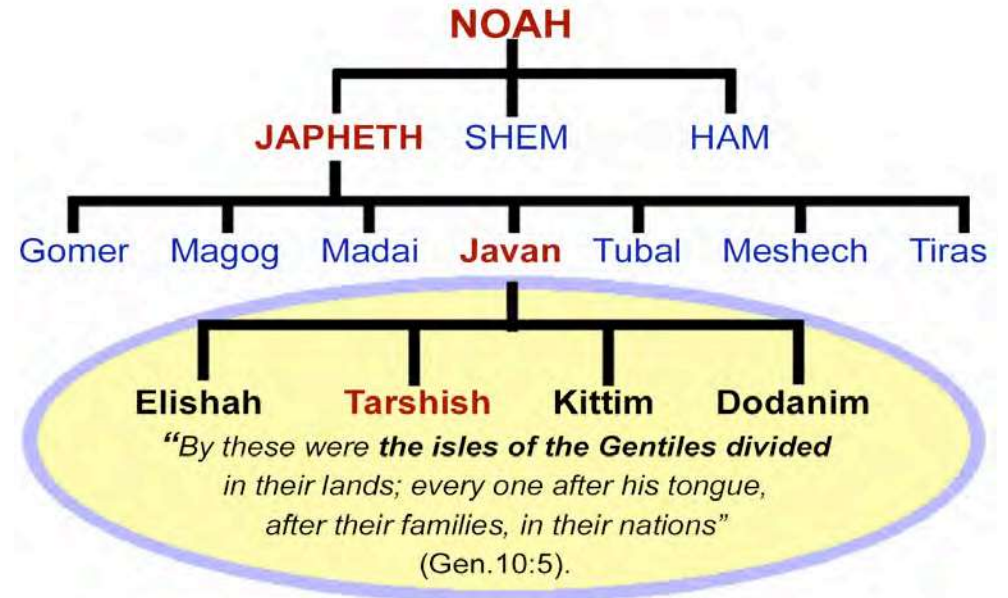 NOAH
JAPHETH SHEM HAM
Gomer Magog Madai Javan Tubal Meshech Tiras
Elishah Tarshish Kittim Dodanim
“By these were the isles of the Gentiles divided
in their lands; every one after his tongue,
after their families, in their nations”
(Gen.10:5).